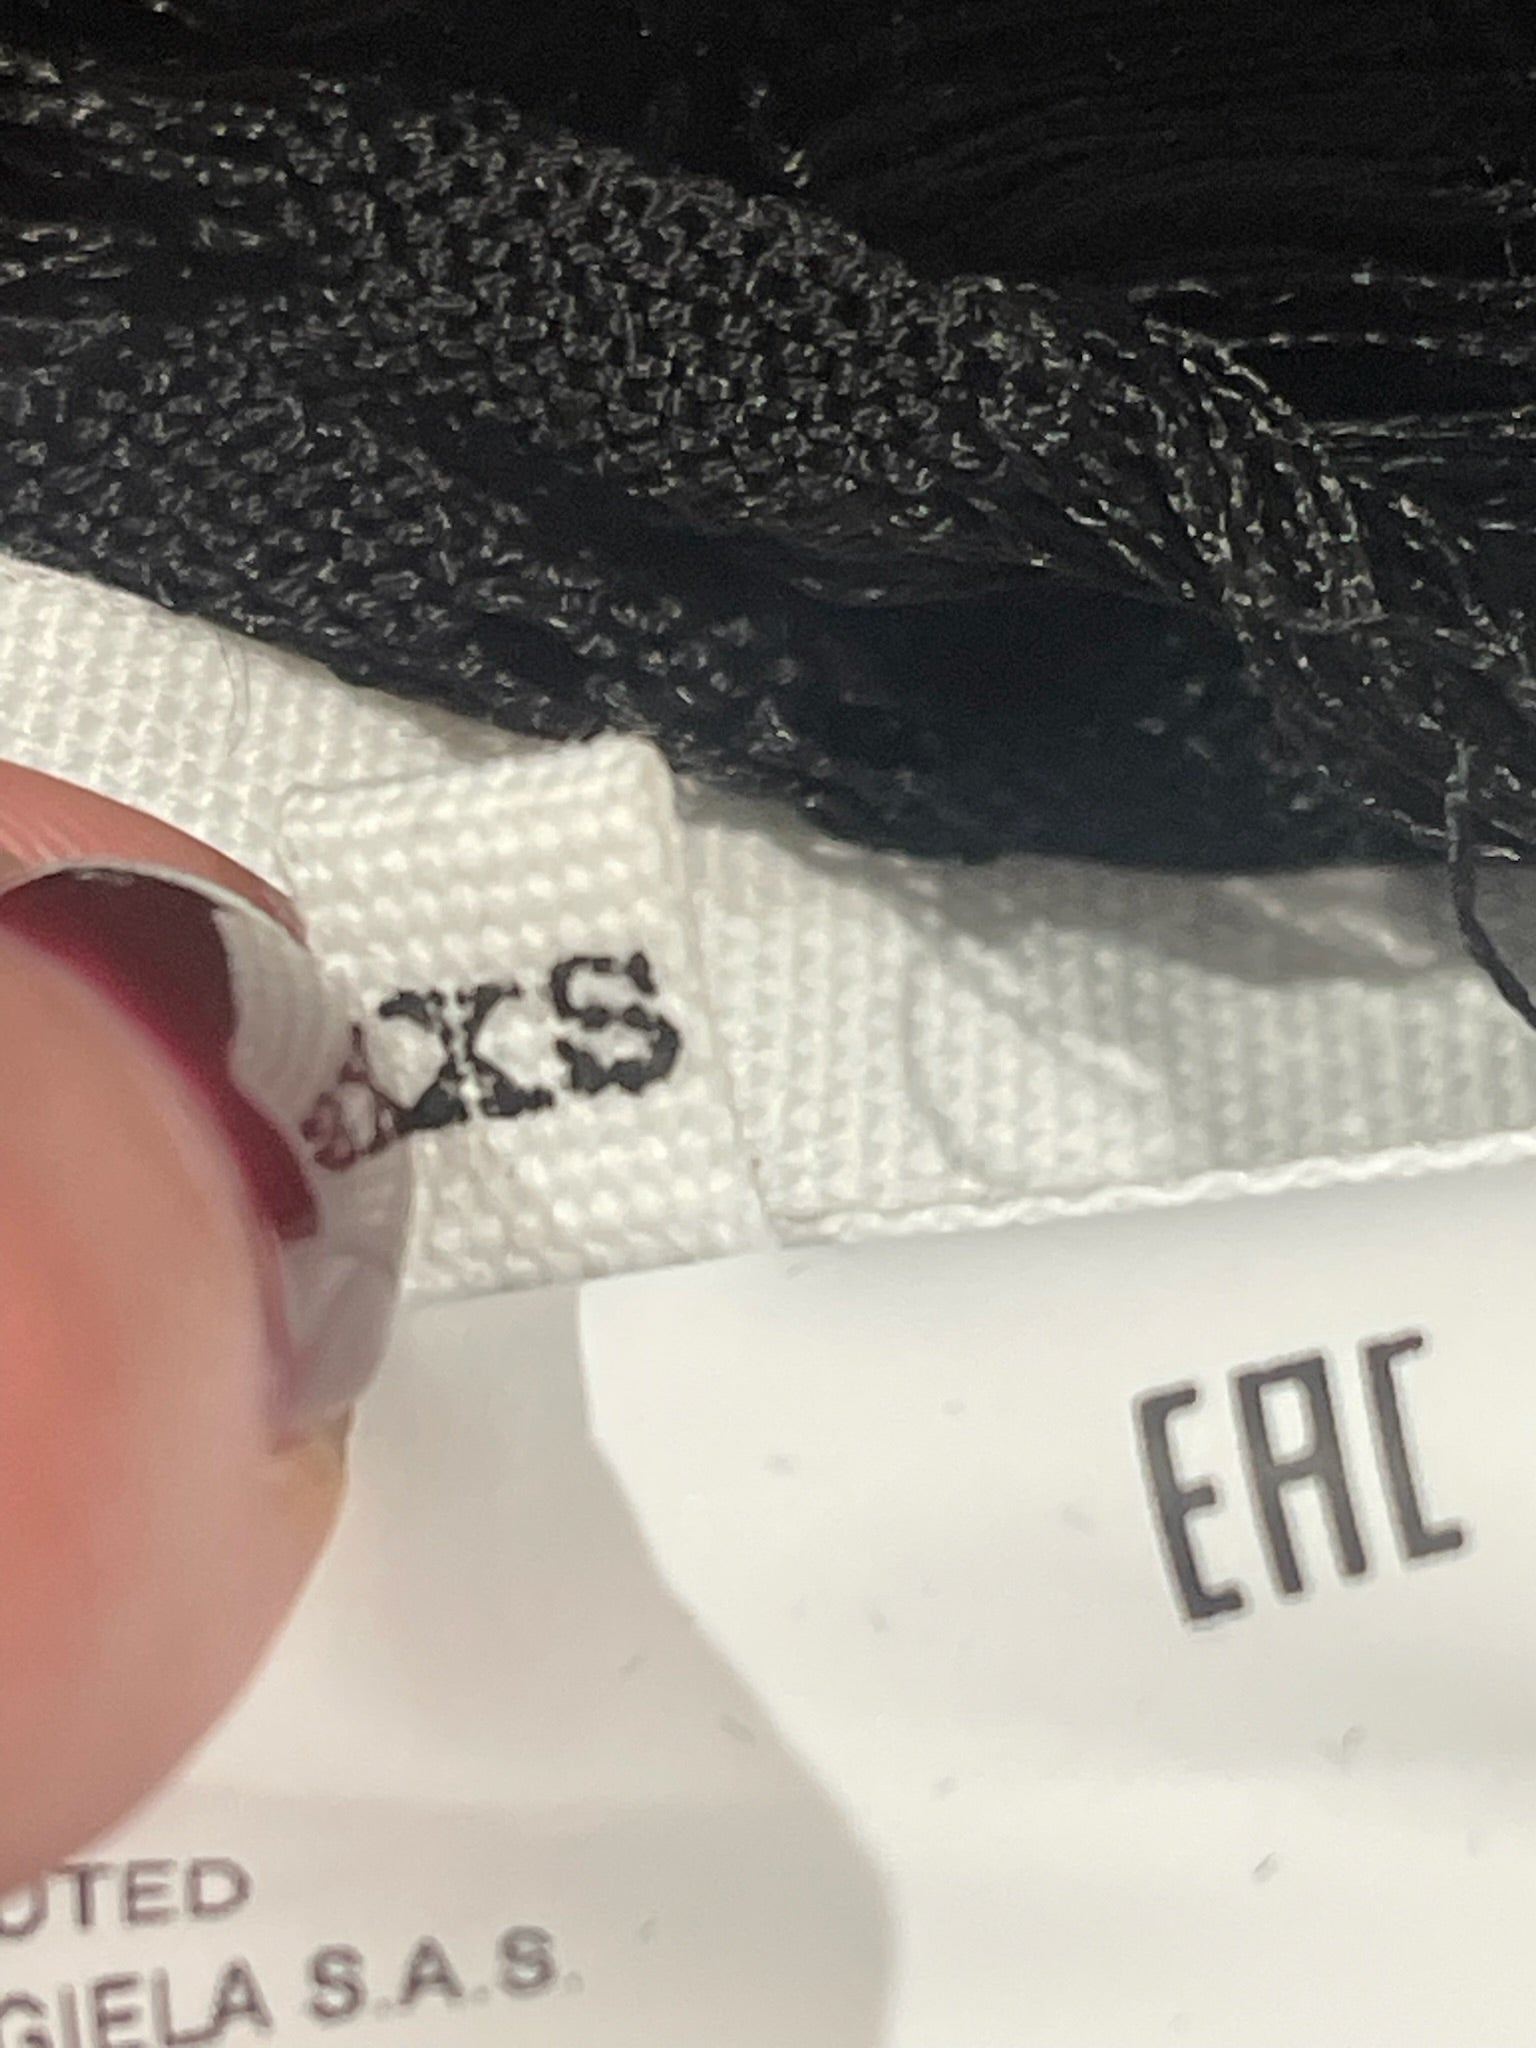 XS
EAC
UTED
GIELA S.A.S.